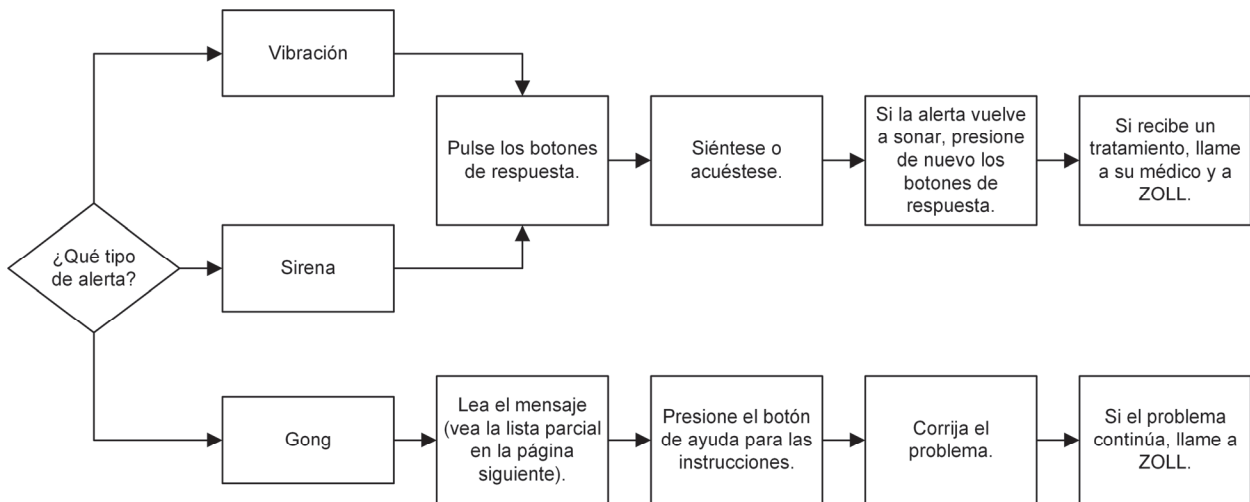 Vibración
Pulse los botones
de respuesta.
Siéntese o
acuéstese.
Si la alerta vuelve
a sonar, presione
de nuevo los
botones de
respuesta.
Si recibe un
tratamiento, llame
a su médico y a
ZOLL.
¿Qué tipo
de alerta?
Sirena
Gong
Lea el mensaje
(vea la lista parcial
en la página
siguiente).
Presione el botón
de ayuda para las
instrucciones.
Corrija el
problema.
Si el problema
continúa, llame a
ZOLL.